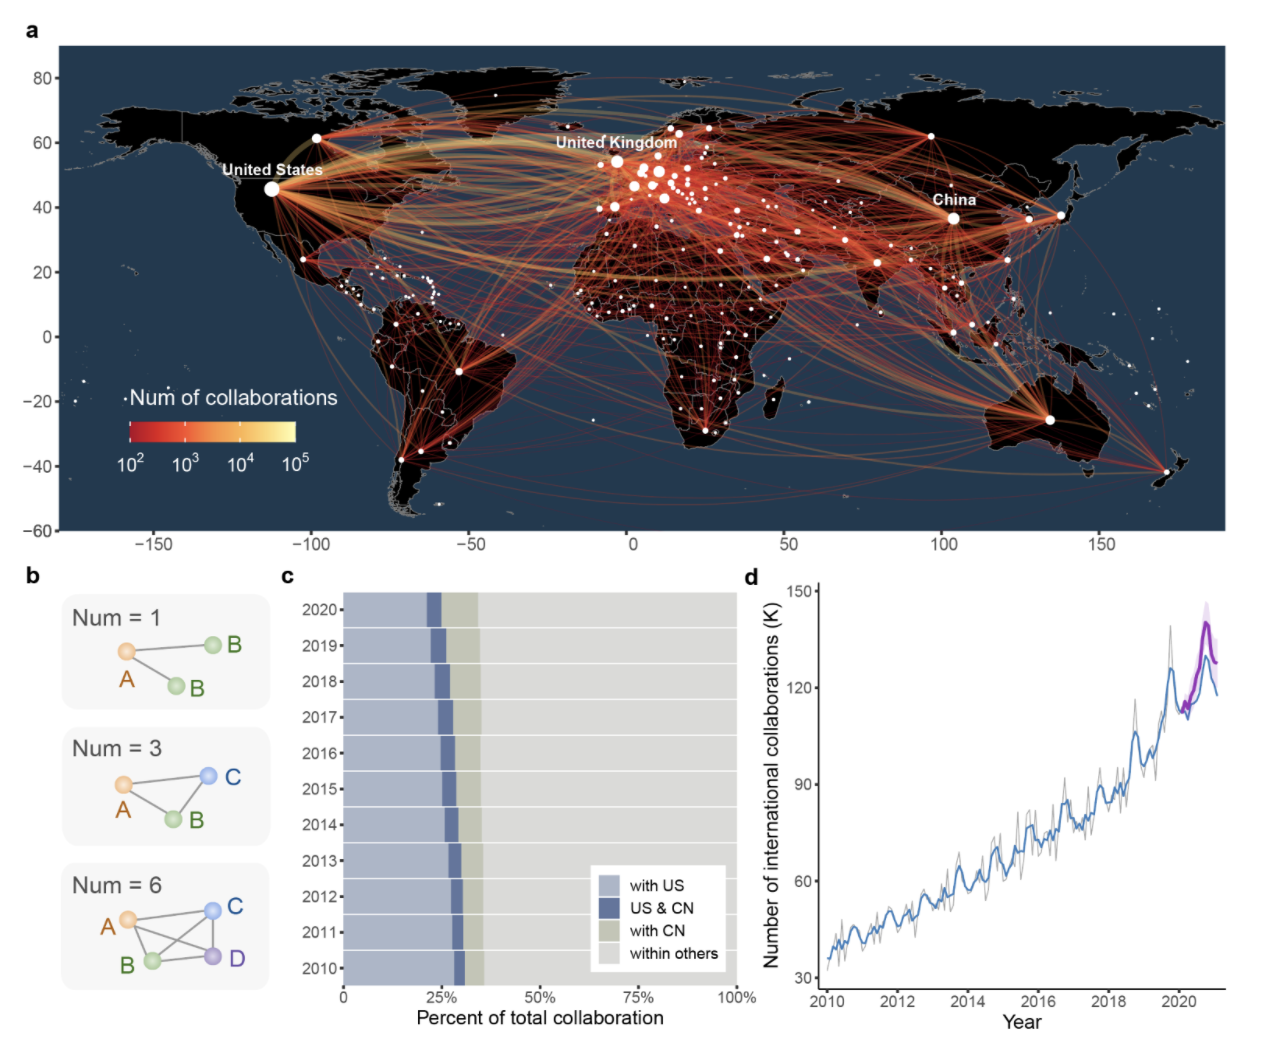 a
80
60
40
20
0
−20
−40
−60
United States
United Kingdom
China
Num of collaborations
10²
10³
10⁴
10⁵
−150
−100
−50
0
50
100
150
b
Num = 1
A
B
B
Num = 3
A
B
C
Num = 6
A
B
C
D
c
2020
2019
2018
2017
2016
2015
2014
2013
2012
2011
2010
with US
US & CN
with CN
within others
0
25%
50%
75%
100%
Percent of total collaboration
d
Number of international collaborations (K)
150
120
90
60
30
2010
2012
2014
2016
2018
2020
Year